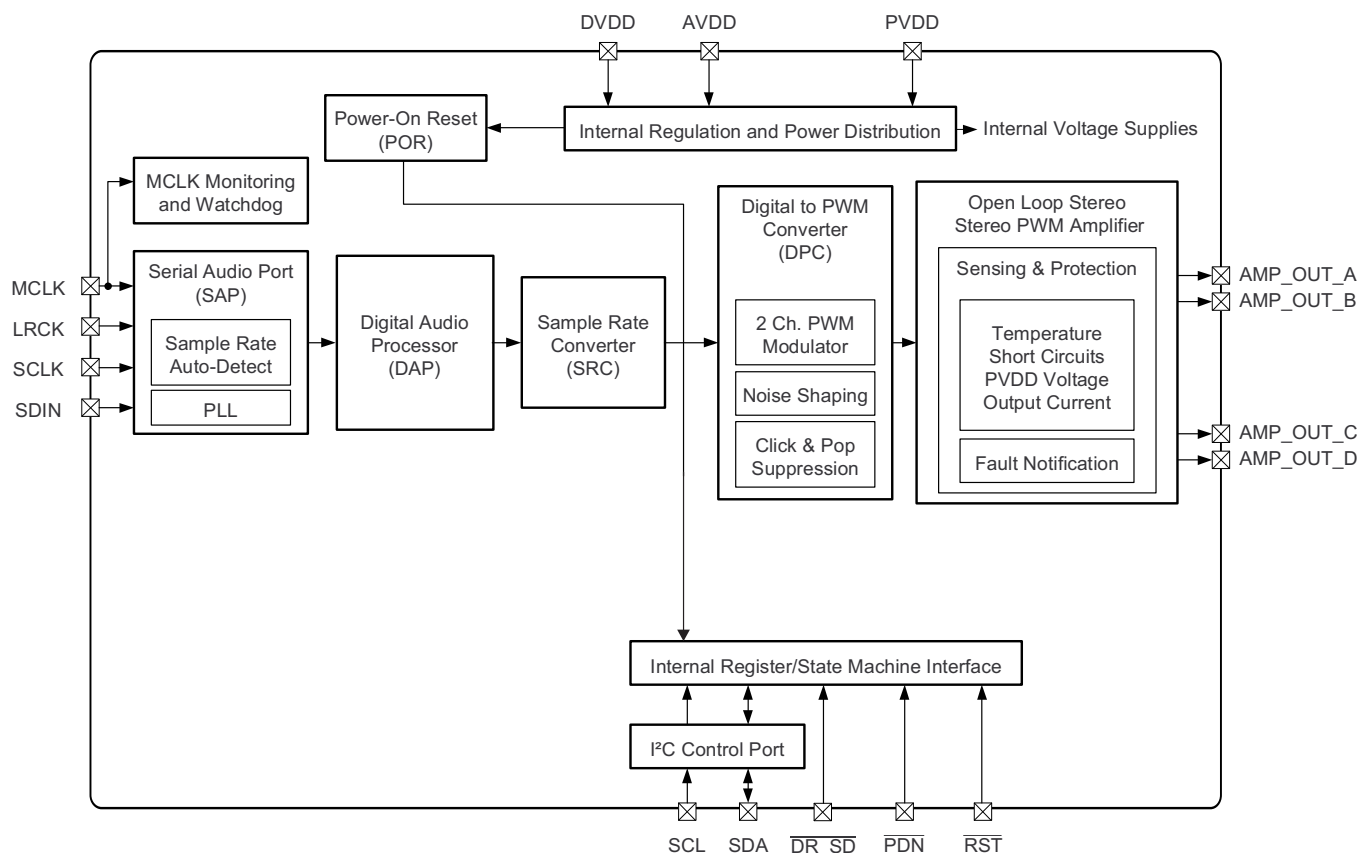 DVDD
AVDD
PVDD
Power-On Reset
(POR)
Internal Regulation and Power Distribution
Internal Voltage Supplies
MCLK Monitoring
and Watchdog
MCLK
LRCK
SCLK
SDIN
Serial Audio Port
(SAP)
Sample Rate
Auto-Detect
PLL
Digital Audio
Processor
(DAP)
Sample Rate
Converter
(SRC)
Digital to PWM
Converter
(DPC)
2 Ch. PWM
Modulator
Noise Shaping
Click & Pop
Suppression
Open Loop Stereo
Stereo PWM Amplifier
Sensing & Protection
Temperature
Short Circuits
PVDD Voltage
Output Current
Fault Notification
AMP_OUT_A
AMP_OUT_B
AMP_OUT_C
AMP_OUT_D
Internal Register/State Machine Interface
I²C Control Port
SCL
SDA
DR_SD
PDN
RST